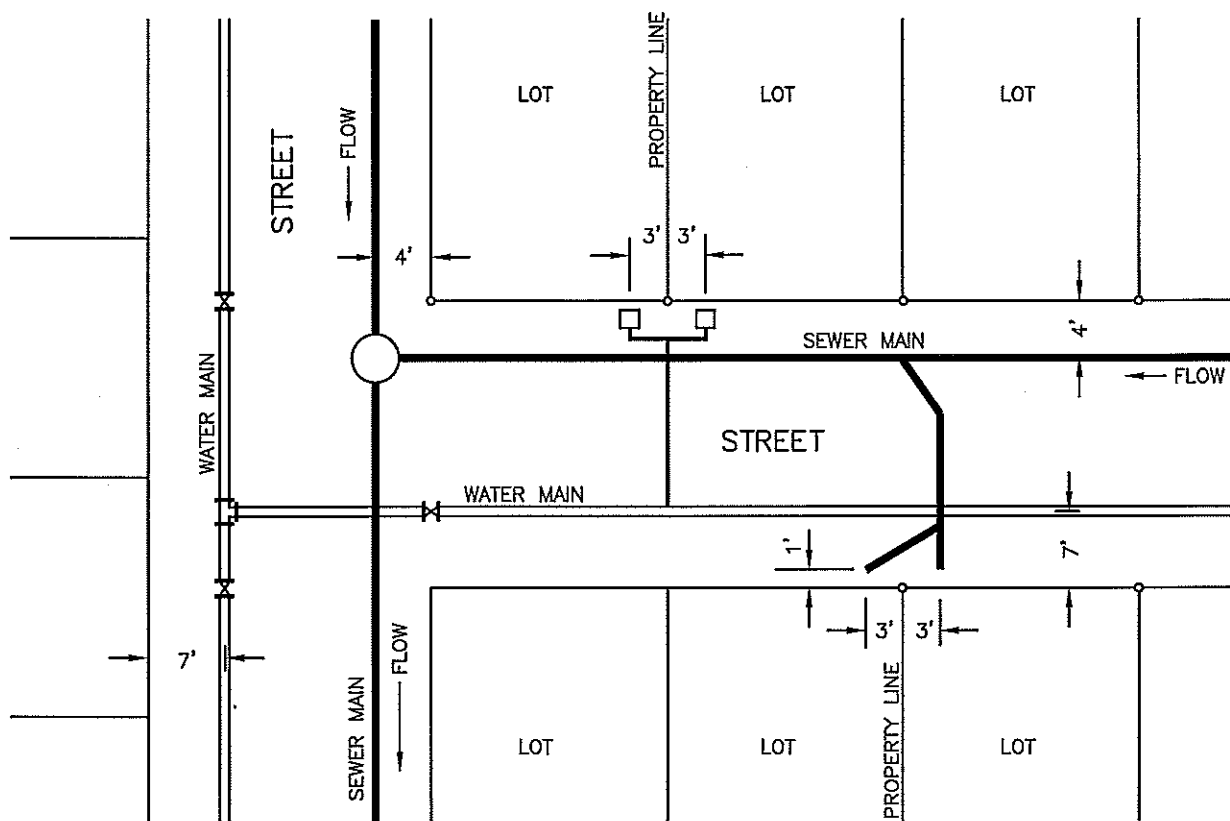 LOT
PROPERTY LINE
LOT
LOT
STREET
FLOW
4'
3' 3'
4'
SEWER MAIN
FLOW
WATER MAIN
STREET
WATER MAIN
1'
7'
3' 3'
7'
FLOW
SEWER MAIN
LOT
LOT
PROPERTY LINE
LOT